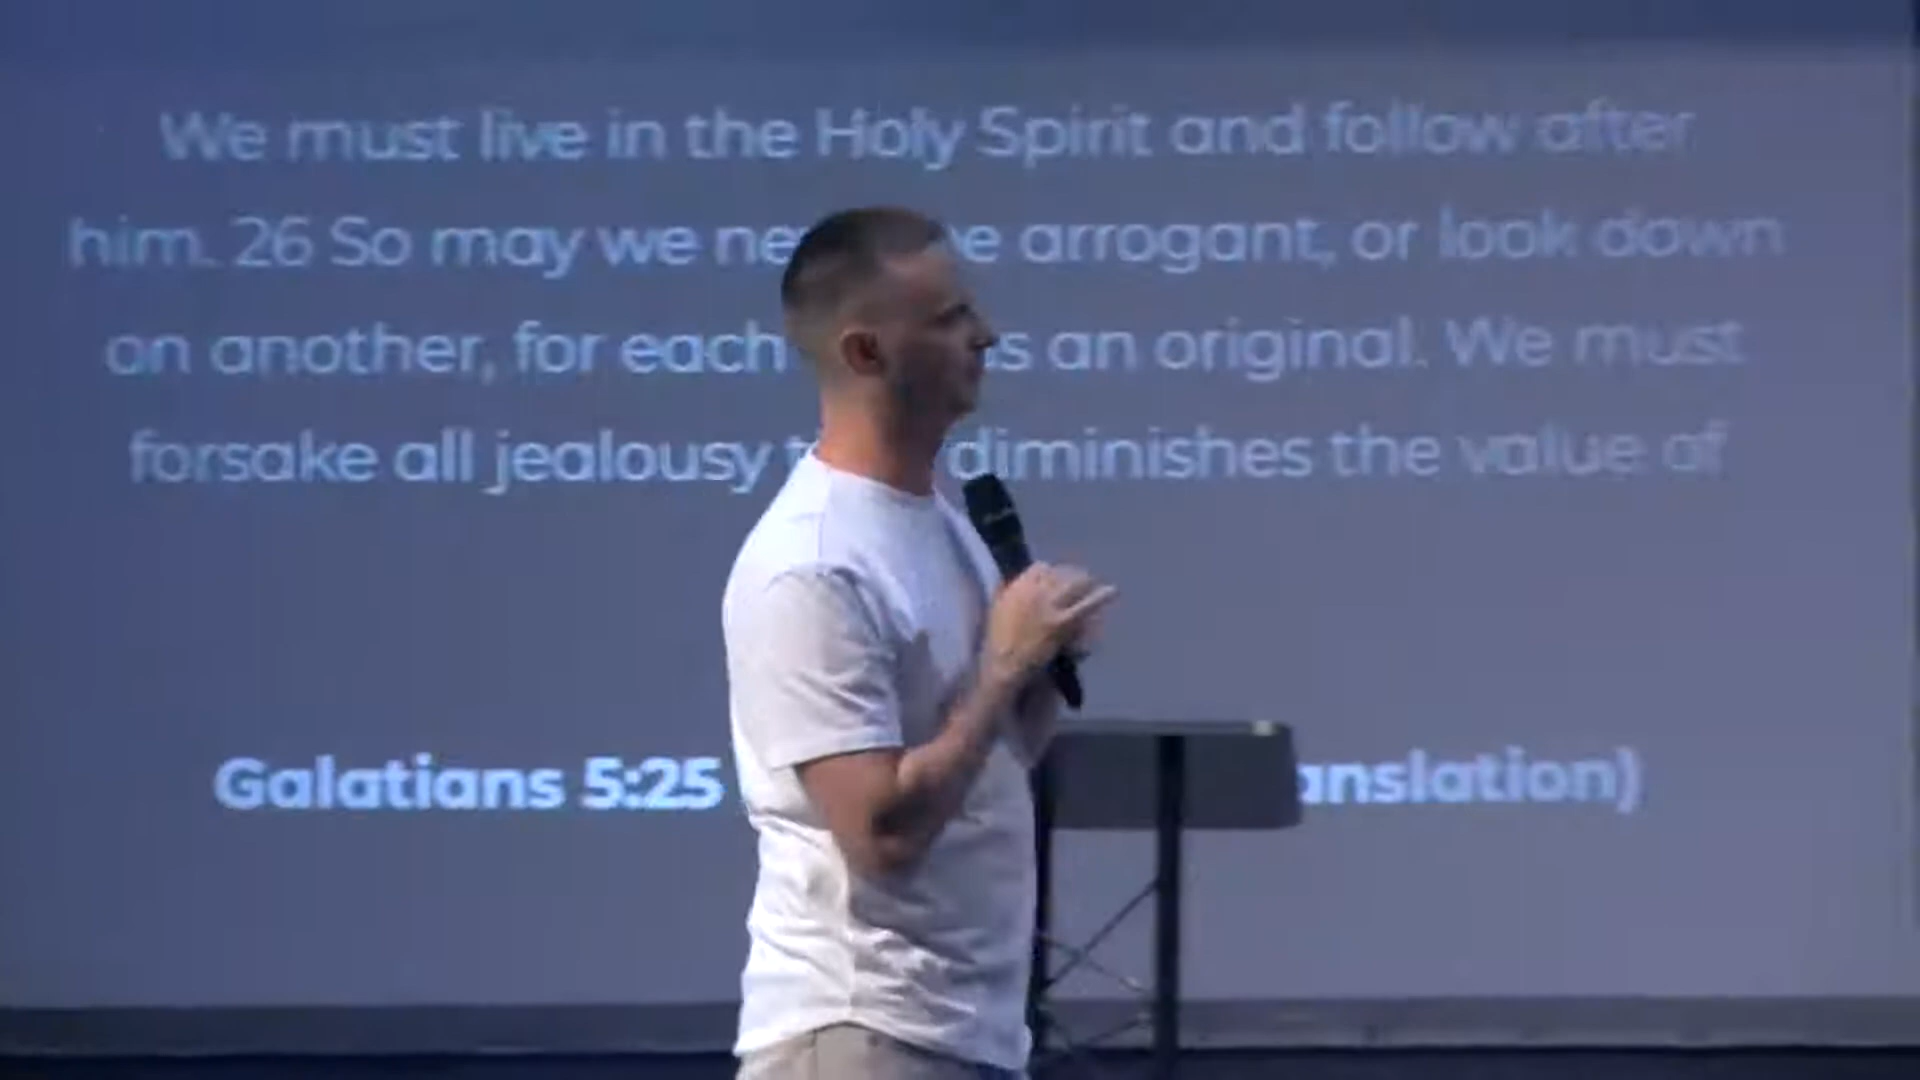 We must live in the Holy Spirit and follow after
him. 26 So may we ne e arrogant, or look down
on another, for each is an original. We must
forsake all jealousy diminishes the value of
Galatians 5:25 anslation)